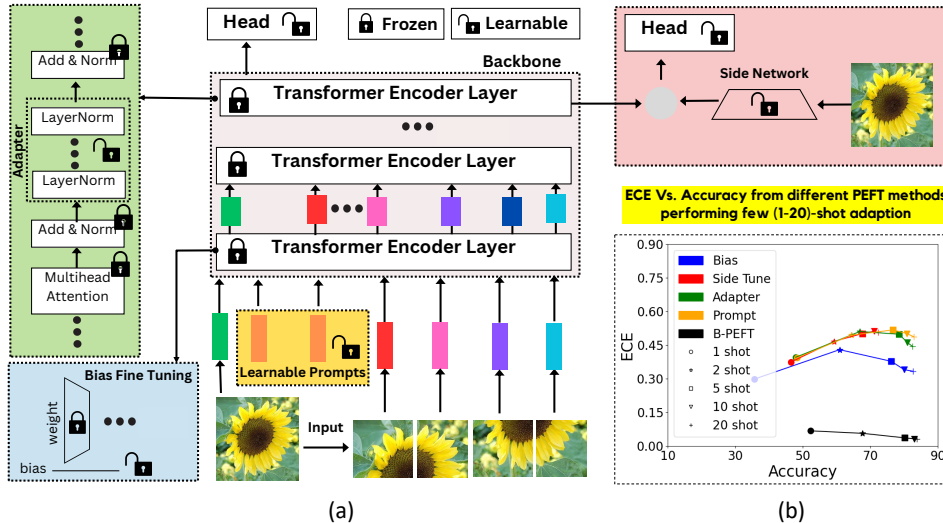 Head
Frozen
Learnable
Backbone
Add & Norm
LayerNorm
Adapter
LayerNorm
Add & Norm
Multihead
Attention
Transformer Encoder Layer
Transformer Encoder Layer
Transformer Encoder Layer
Learnable Prompts
Bias Fine Tuning
weight
bias
Input
(a)
Head
Side Network
ECE Vs. Accuracy from different PEFT methods
performing few (1-20)-shot adaption
0.90
0.75
0.60
0.45
0.30
0.15
0.00
ECE
Bias
Side Tune
Adapter
Prompt
B-PEFT
1 shot
2 shot
5 shot
10 shot
20 shot
10 30 50 70 90
Accuracy
(b)